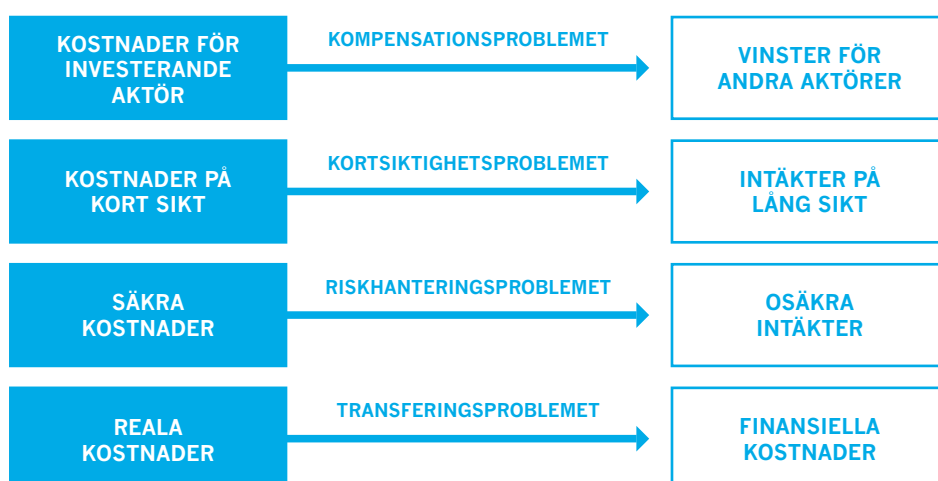 KOSTNADER FÖR
INVESTERANDE
AKTÖR
KOMPENSATIONSPROBLEMET
VINSTER FÖR
ANDRA AKTÖRER
KOSTNADER PÅ
KORT SIKT
KORTSIKTIGHETSPROBLEMET
INTÄKTER PÅ
LÅNG SIKT
SÄKRA
KOSTNADER
RISKHANTERINGSPROBLEMET
OSÄKRA
INTÄKTER
REALA
KOSTNADER
TRANSFERINGSPROBLEMET
FINANSIELLA
KOSTNADER